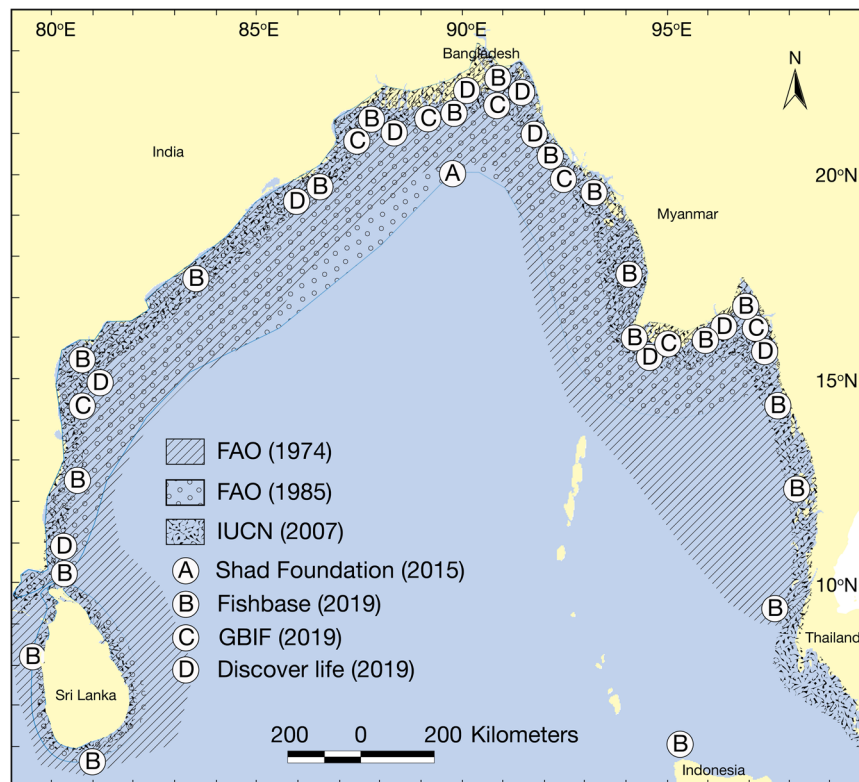 80°E 85°E 90°E 95°E
Bangladesh
B
D D
B C
B C
C D D
India
N
B
A C
20°N
B B
D
Myanmar
B
B
B
D C
B B C
D D
B
D
15°N
C B
FAO (1974)
B B
FAO (1985)
IUCN (2007)
D
A Shad Foundation (2015)
B
10°N
B Fishbase (2019)
B
C GBIF (2019)
Thailand
B
D Discover life (2019)
Sri Lanka
200 0 200 Kilometers
B
B
Indonesia